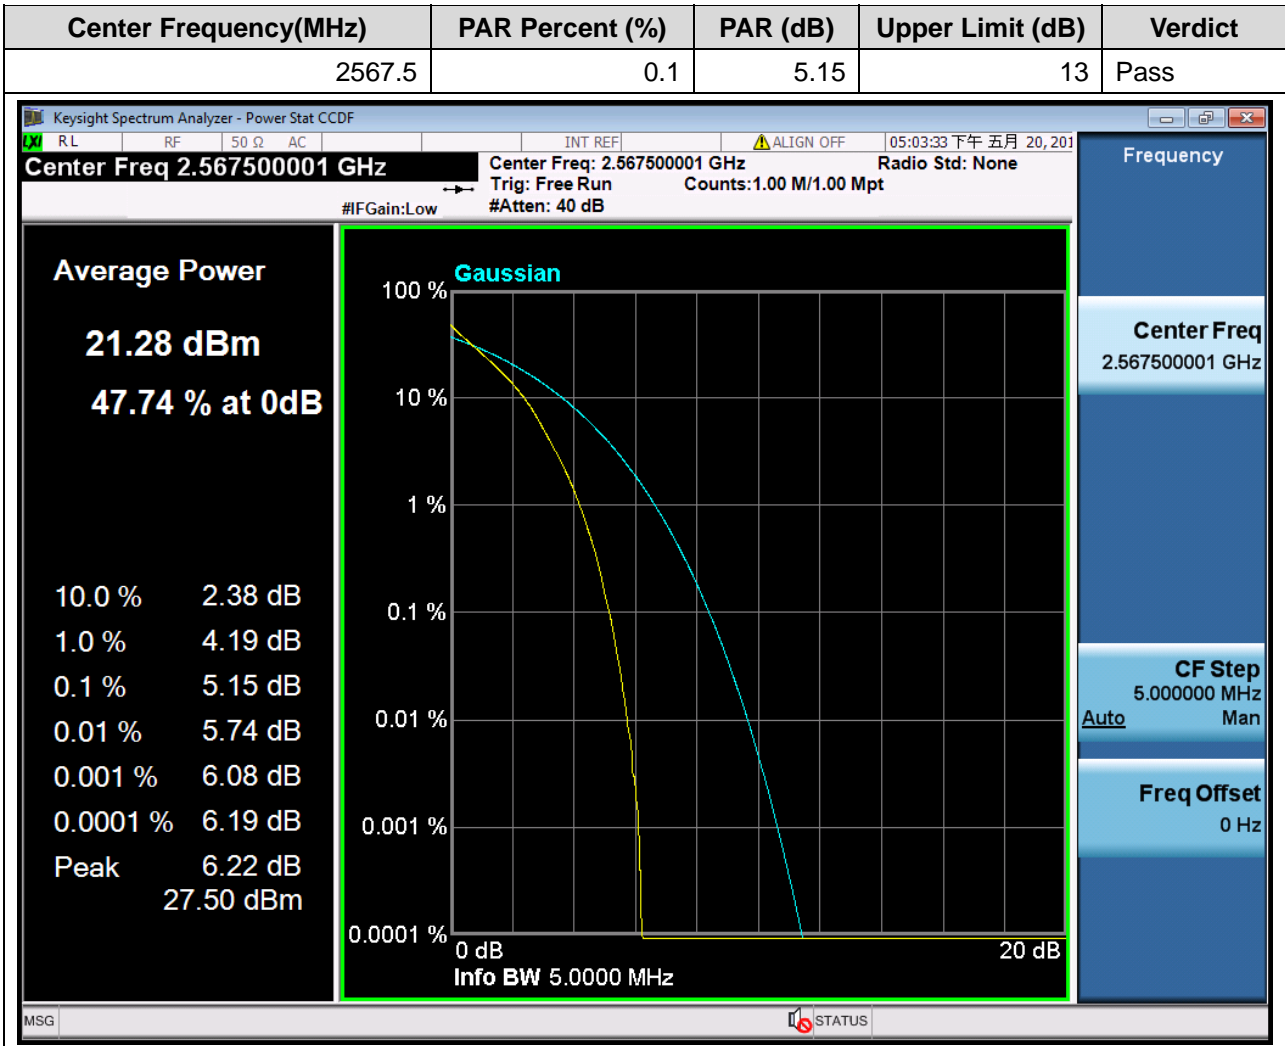 Center Frequency(MHz) PAR Percent (%) PAR (dB) Upper Limit (dB) Verdict
2567.5 0.1 5.15 13 Pass
Keysight Spectrum Analyzer - Power Stat CCDF
LXI RL RF 50 Ω AC INT REF ALIGN OFF 05:03:33 下午 五月 20, 201
Center Freq 2.567500001 GHz
Center Freq: 2.567500001 GHz Radio Std: None
Trig: Free Run Counts:1.00 M/1.00 Mpt
#IFGain:Low #Atten: 40 dB
Average Power
21.28 dBm
47.74 % at 0dB
10.0 % 2.38 dB
1.0 % 4.19 dB
0.1 % 5.15 dB
0.01 % 5.74 dB
0.001 % 6.08 dB
0.0001 % 6.19 dB
Peak 6.22 dB
27.50 dBm
Gaussian
100 %
10 %
1 %
0.1 %
0.01 %
0.001 %
0.0001 %
0 dB 20 dB
Info BW 5.0000 MHz
Frequency
Center Freq
2.567500001 GHz
CF Step
5.000000 MHz
Auto Man
Freq Offset
0 Hz
MSG STATUS